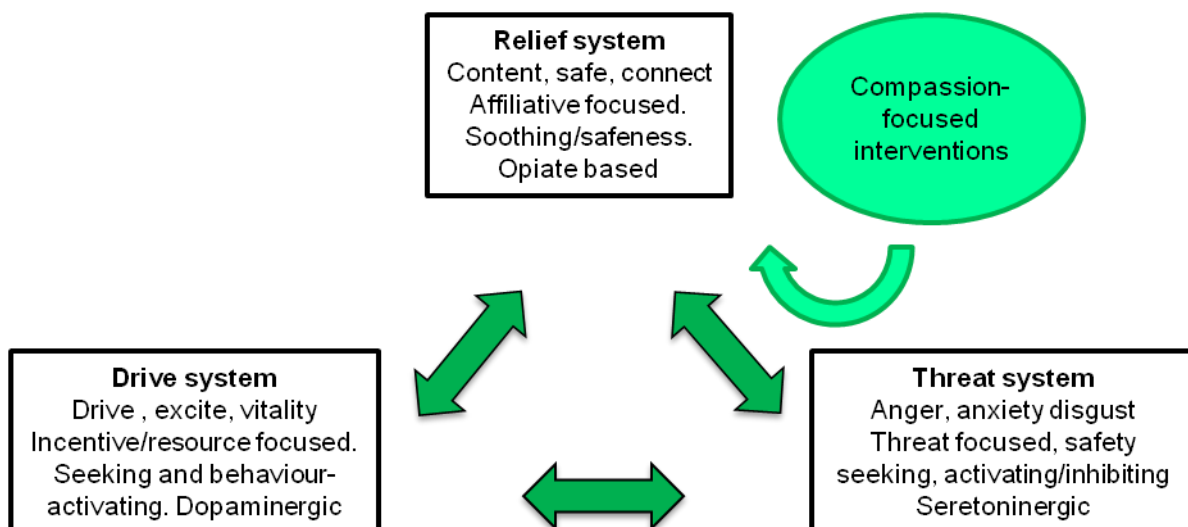 Relief system
Content, safe, connect
Affiliative focused.
Soothing/safeness.
Opiate based
Compassion-
focused
interventions
Drive system
Drive , excite, vitality
Incentive/resource focused.
Seeking and behaviour-
activating. Dopaminergic
Threat system
Anger, anxiety disgust
Threat focused, safety
seeking, activating/inhibiting
Seretoninergic